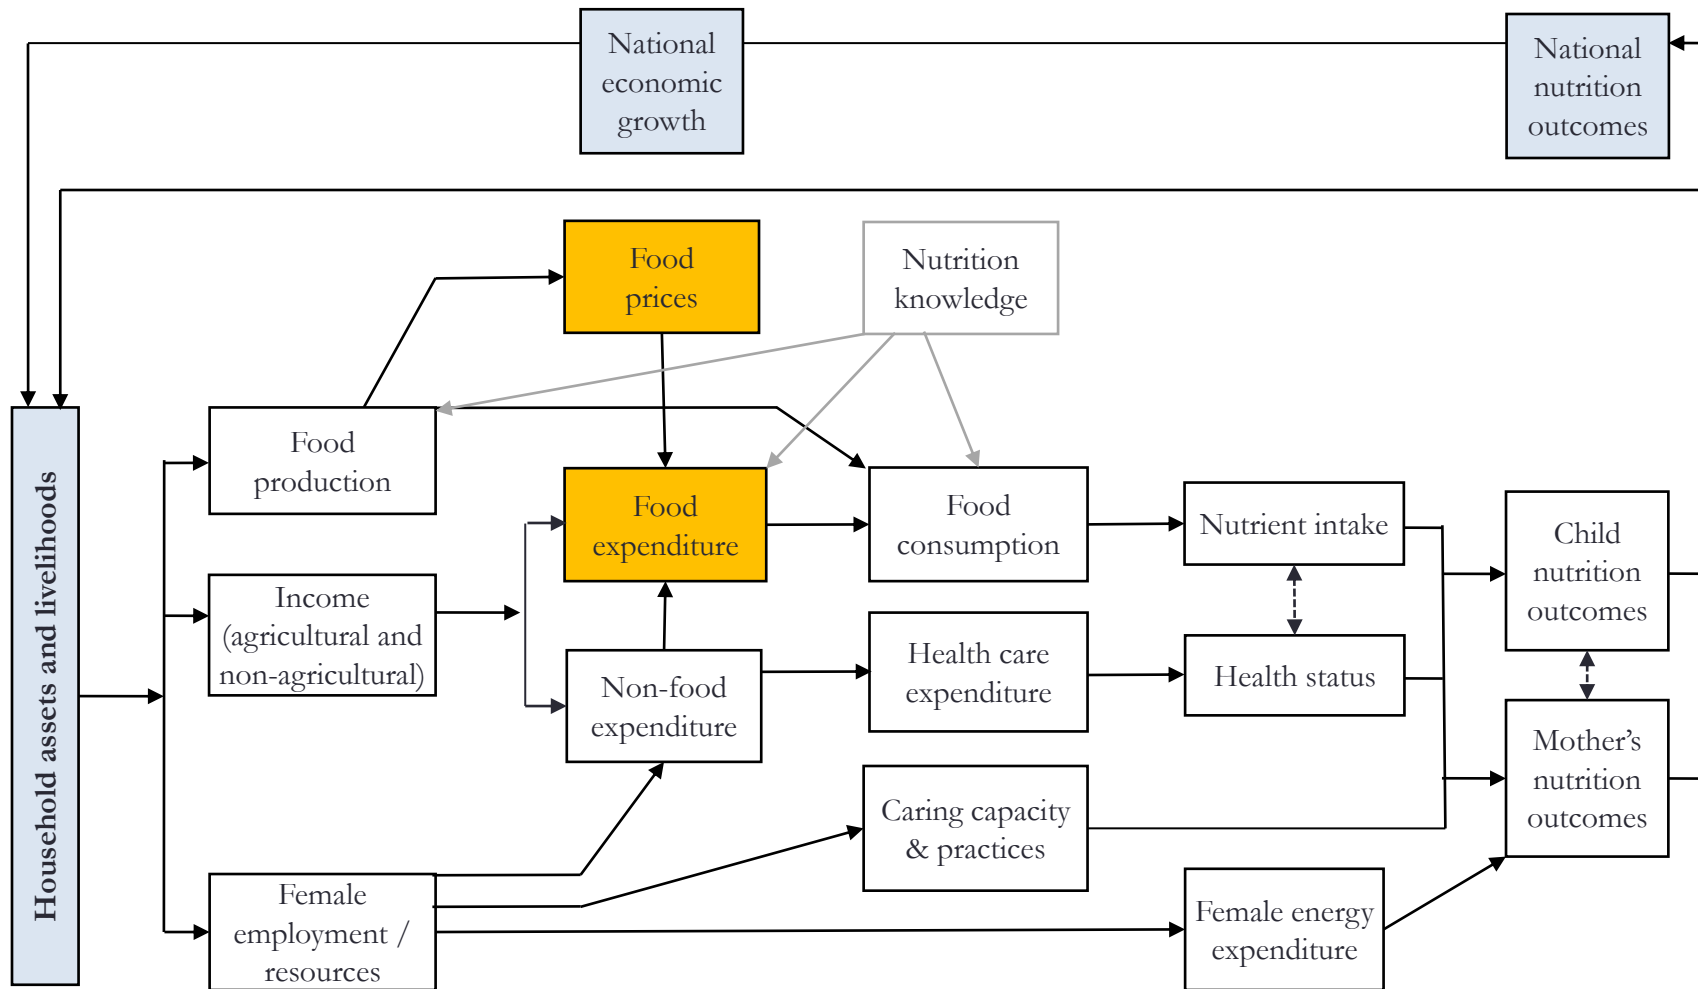 National
economic
growth
National
nutrition
outcomes
Food
prices
Nutrition
knowledge
Household assets and livelihoods
Food
production
Food
expenditure
Food
consumption
Nutrient intake
Child
nutrition
outcomes
Income
(agricultural and
non-agricultural)
Non-food
expenditure
Health care
expenditure
Health status
Mother’s
nutrition
outcomes
Caring capacity
& practices
Female
employment /
resources
Female energy
expenditure